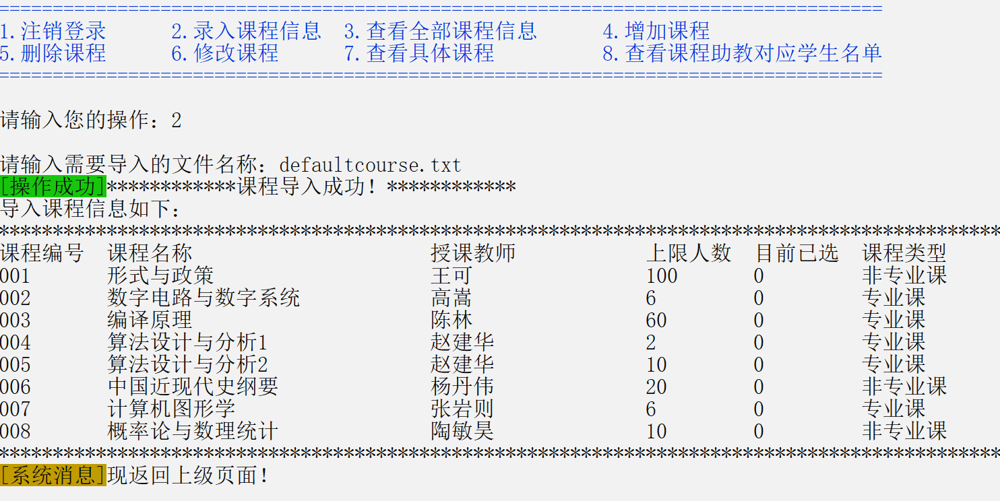 ==================================================================================
1.注销登录 2.录入课程信息 3.查看全部课程信息 4.增加课程
5.删除课程 6.修改课程 7.查看具体课程 8.查看课程助教对应学生名单
==================================================================================
请输入您的操作：2
请输入需要导入的文件名称：defaultcourse.txt
[操作成功]************课程导入成功！************
导入课程信息如下：
*********************************************************************************************
课程编号 课程名称 授课教师 上限人数 目前已选 课程类型
001 形式与政策 王可 100 0 非专业课
002 数字电路与数字系统 高嵩 6 0 专业课
003 编译原理 陈林 60 0 专业课
004 算法设计与分析1 赵建华 2 0 专业课
005 算法设计与分析2 赵建华 10 0 专业课
006 中国近现代史纲要 杨丹伟 20 0 非专业课
007 计算机图形学 张岩则 6 0 专业课
008 概率论与数理统计 陶敏昊 10 0 非专业课
*********************************************************************************************
[系统消息]现返回上级页面！